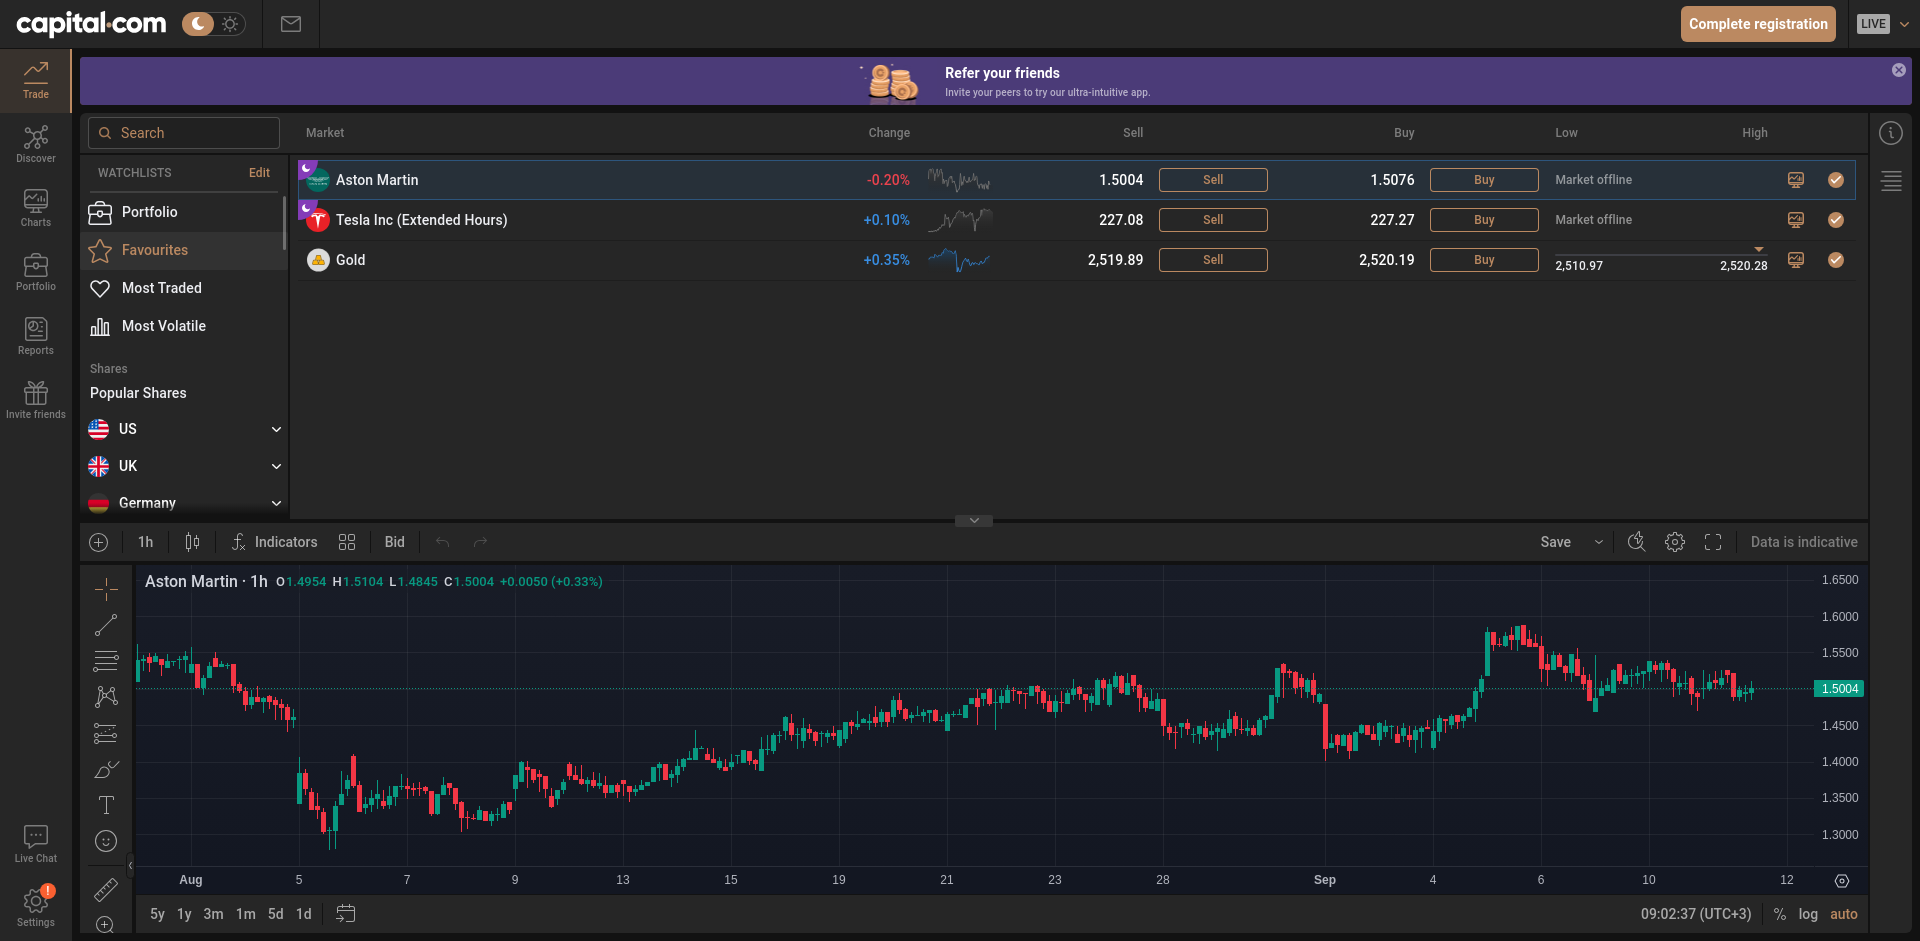 capital.com
Complete registration
LIVE
Refer your friends
Invite your peers to try our ultra-intuitive app.
Trade
Discover
Charts
Portfolio
Reports
Invite friends
Live Chat
!
Settings
Search
WATCHLISTS Edit
Portfolio
Favourites
Most Traded
Most Volatile
Shares
Popular Shares
US
UK
Germany
Market Change Sell Buy Low High
Aston Martin -0.20% 1.5004 Sell 1.5076 Buy Market offline
Tesla Inc (Extended Hours) +0.10% 227.08 Sell 227.27 Buy Market offline
Gold +0.35% 2,519.89 Sell 2,520.19 Buy 2,510.97 2,520.28
1h Indicators Bid Save Data is indicative
Aston Martin · 1h O1.4954 H1.5104 L1.4845 C1.5004 +0.0050 (+0.33%)
1.6500
1.6000
1.5500
1.5004
1.4500
1.4000
1.3500
1.3000
Aug 5 7 9 13 15 19 21 23 28 Sep 4 6 10 12
5y 1y 3m 1m 5d 1d 09:02:37 (UTC+3) % log auto